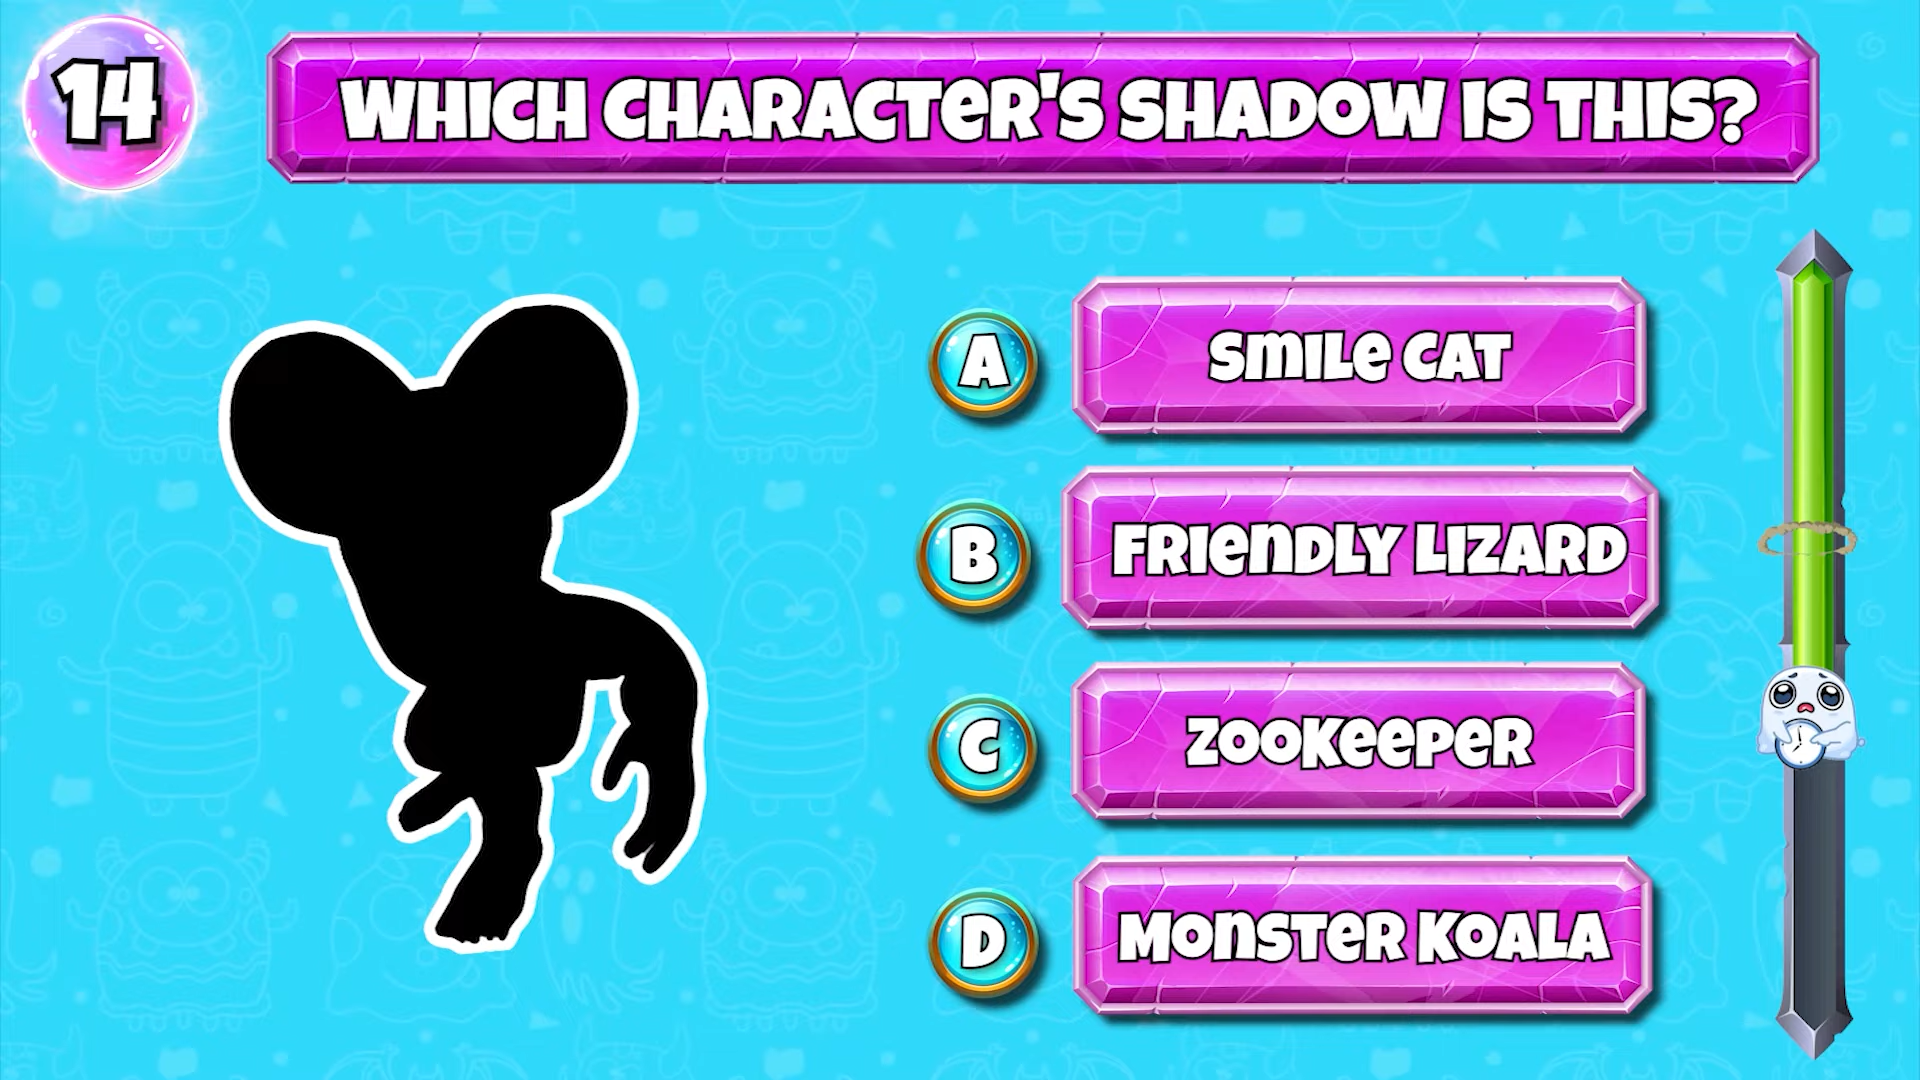 14
WHICH CHARACTER'S SHADOW IS THIS?
A
SMILE CAT
B
FRIENDLY LIZARD
C
ZOOKEEPER
D
MONSTER KOALA